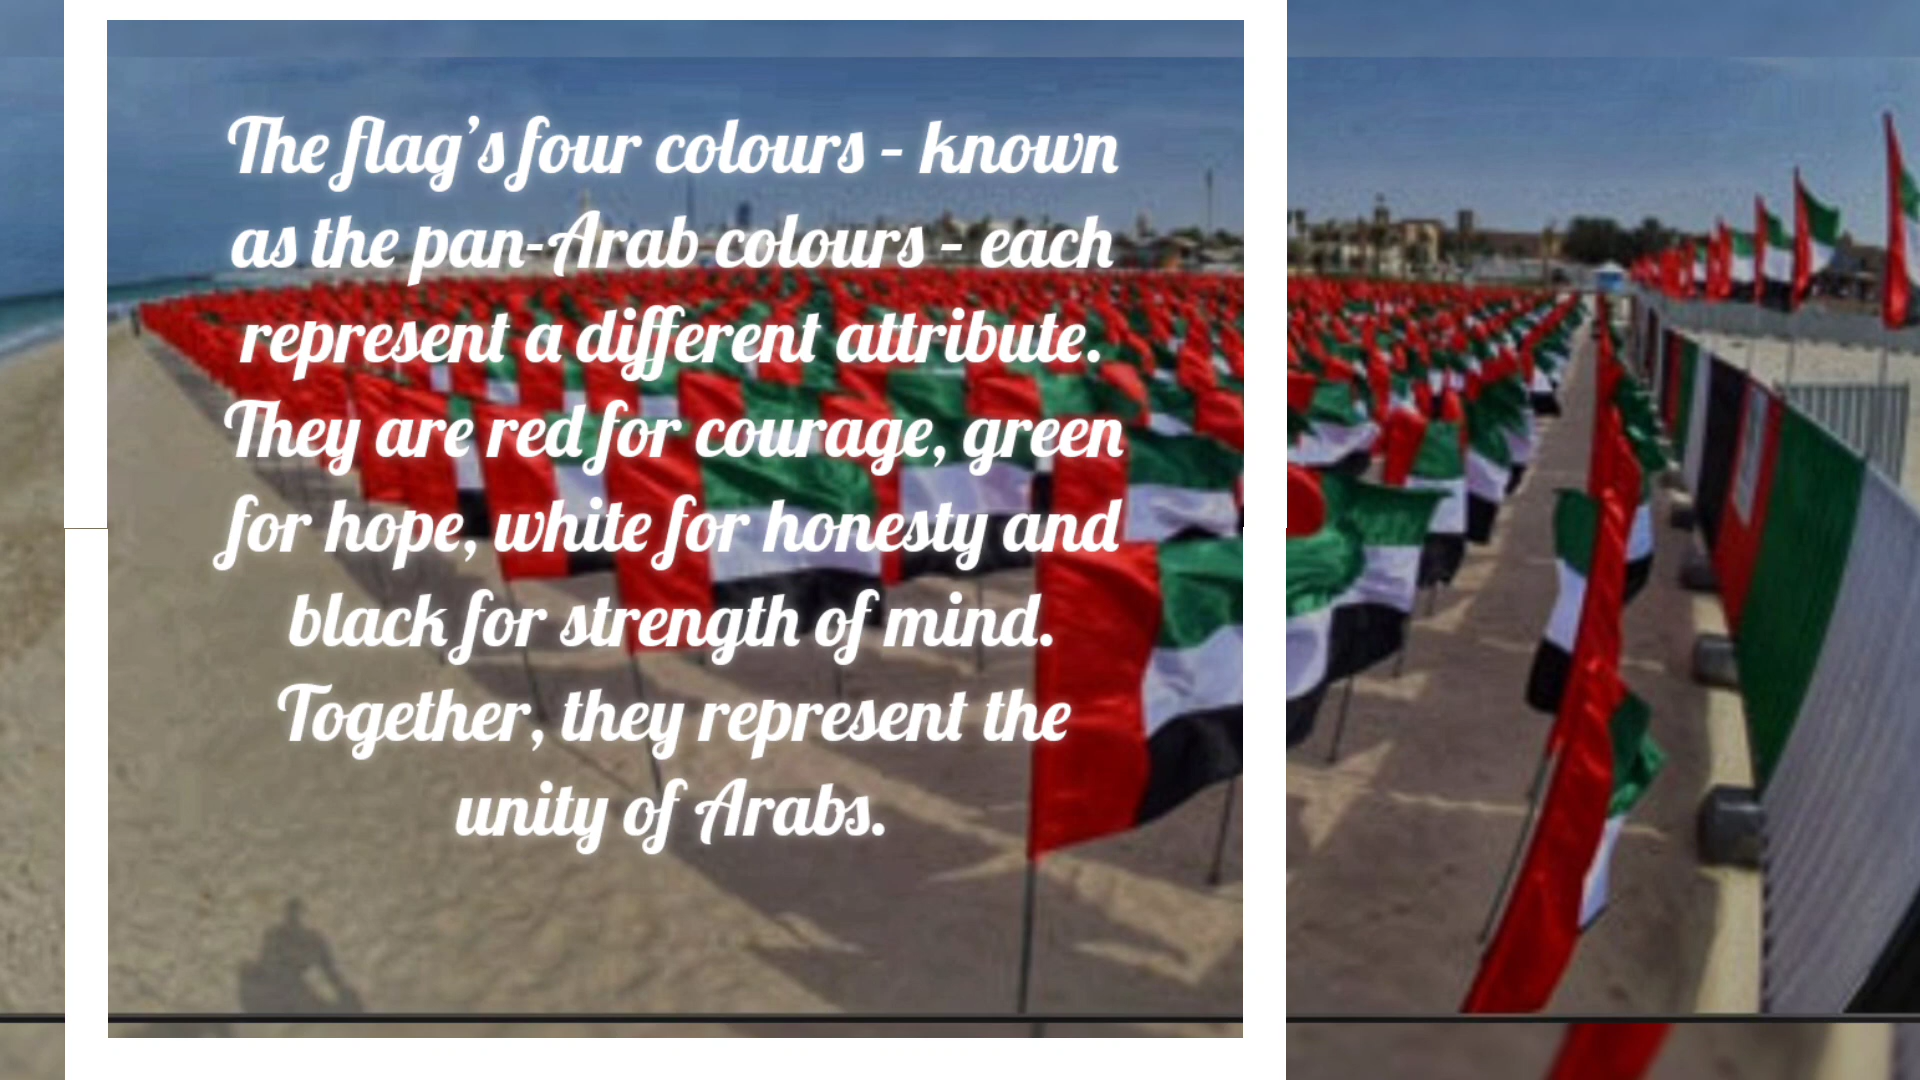 The flag’s four colours – known
as the pan-Arab colours – each
represent a different attribute.
They are red for courage, green
for hope, white for honesty and
black for strength of mind.
Together, they represent the
unity of Arabs.